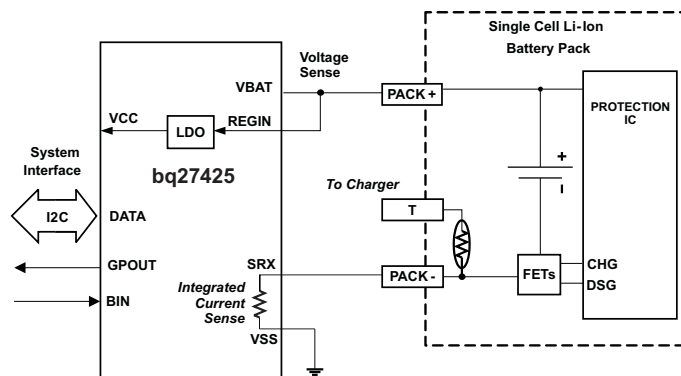 Single Cell Li-Ion
Battery Pack
Voltage
Sense
VBAT
PACK +
PROTECTION
IC
VCC
LDO
REGIN
System
Interface
bq27425
+
-
To Charger
I2C
DATA
T
GPOUT
SRX
PACK -
FETs
CHG
DSG
BIN
Integrated
Current
Sense
VSS